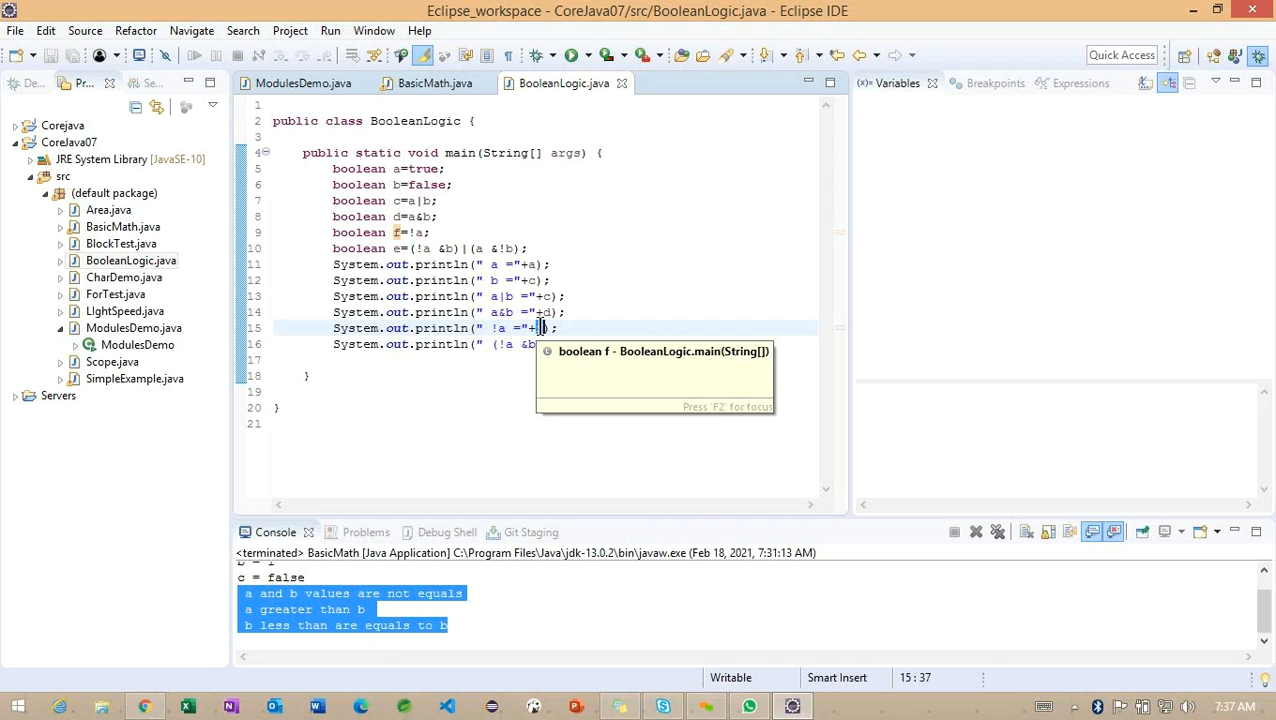 Eclipse_workspace - CoreJava07/src/BooleanLogic.java - Eclipse IDE
File Edit Source Refactor Navigate Search Project Run Window Help
Quick Access
De... Pr... Se...
ModulesDemo.java BasicMath.java BooleanLogic.java
(x)= Variables Breakpoints Expressions
Corejava
CoreJava07
JRE System Library [JavaSE-10]
src
(default package)
Area.java
BasicMath.java
BlockTest.java
BooleanLogic.java
CharDemo.java
ForTest.java
LIghtSpeed.java
ModulesDemo.java
ModulesDemo
Scope.java
SimpleExample.java
Servers
1
2 public class BooleanLogic {
3
4 public static void main(String[] args) {
5 boolean a=true;
6 boolean b=false;
7 boolean c=a|b;
8 boolean d=a&b;
9 boolean f=!a;
10 boolean e=(!a &b)|(a &!b);
11 System.out.println(" a ="+a);
12 System.out.println(" b ="+c);
13 System.out.println(" a|b ="+c);
14 System.out.println(" a&b ="+d);
15 System.out.println(" !a ="+ );
16 System.out.println(" (!a &b
boolean f - BooleanLogic.main(String[])
Press 'F2' for focus
18 }
19
20 }
21
Console Problems Debug Shell Git Staging
<terminated> BasicMath [Java Application] C:\Program Files\Java\jdk-13.0.2\bin\javaw.exe (Feb 18, 2021, 7:31:13 AM)
c = false
a and b values are not equals
a greater than b
b less than are equals to b
Writable Smart Insert 15 : 37
7:37 AM